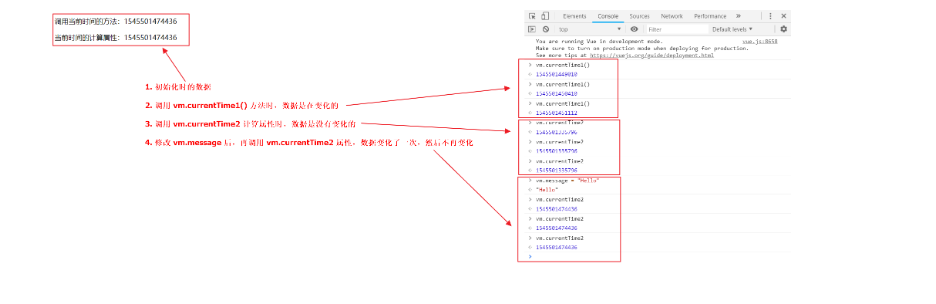 调用当前时间的方法: 1545501474436
当前时间的计算属性: 1545501474436
1. 初始化时的数据
2. 调用 vm.currentTime1() 方法时，数据是在变化的
3. 调用 vm.currentTime2 计算属性时，数据是没有变化的
4. 修改 vm.message 后，再调用 vm.currentTime2 属性，数据变化了一次，然后不再变化
Elements Console Sources Network Performance »
top Filter Default levels ▼
You are running Vue in development mode. vue.js:8658
Make sure to turn on production mode when deploying for production.
See more tips at https://vuejs.org/guide/deployment.html
> vm.currentTime1()
1545501449010
> vm.currentTime1()
1545501450410
> vm.currentTime1()
1545501451112
> vm.currentTime2
1545501335796
> vm.currentTime2
1545501335796
> vm.currentTime2
1545501335796
> vm.message = "Hello"
"Hello"
> vm.currentTime2
1545501474436
> vm.currentTime2
1545501474436
> vm.currentTime2
1545501474436
>